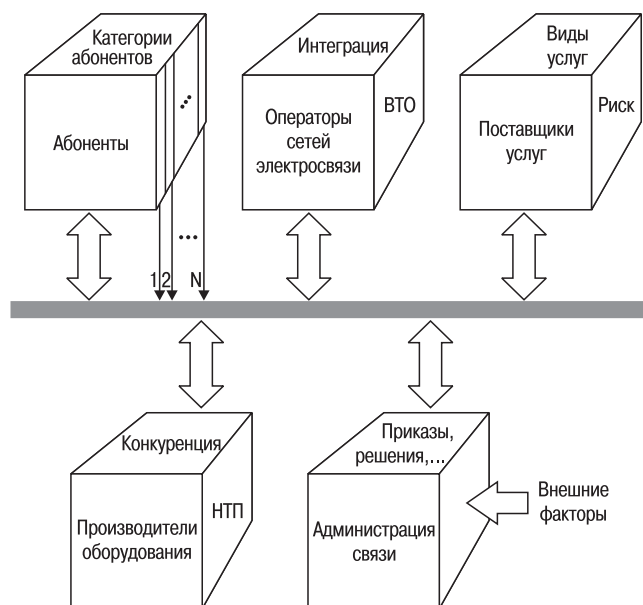 Категории
абонентов
Абоненты
1 2 ... N
Интеграция
ВТО
Операторы
сетей
электросвязи
Виды
услуг
Риск
Поставщики
услуг
Конкуренция
НТП
Производители
оборудования
Приказы,
решения,...
Администрация
связи
Внешние
факторы